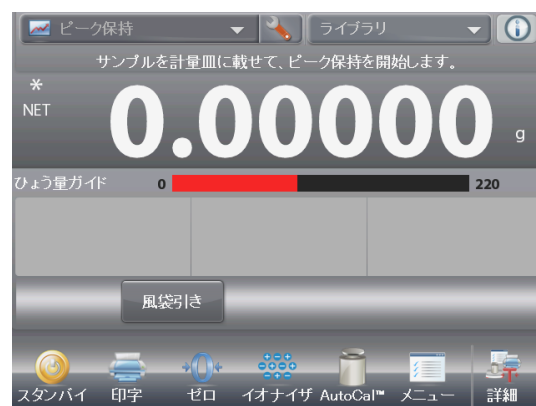 ピーク保持 ライブラリ
サンプルを計量皿に載せて、ピーク保持を開始します。
*
NET
0.00000 g
ひょう量ガイド 0 220
風袋引き
スタンバイ 印字 ゼロ イオナイザ AutoCal™ メニュー 詳細